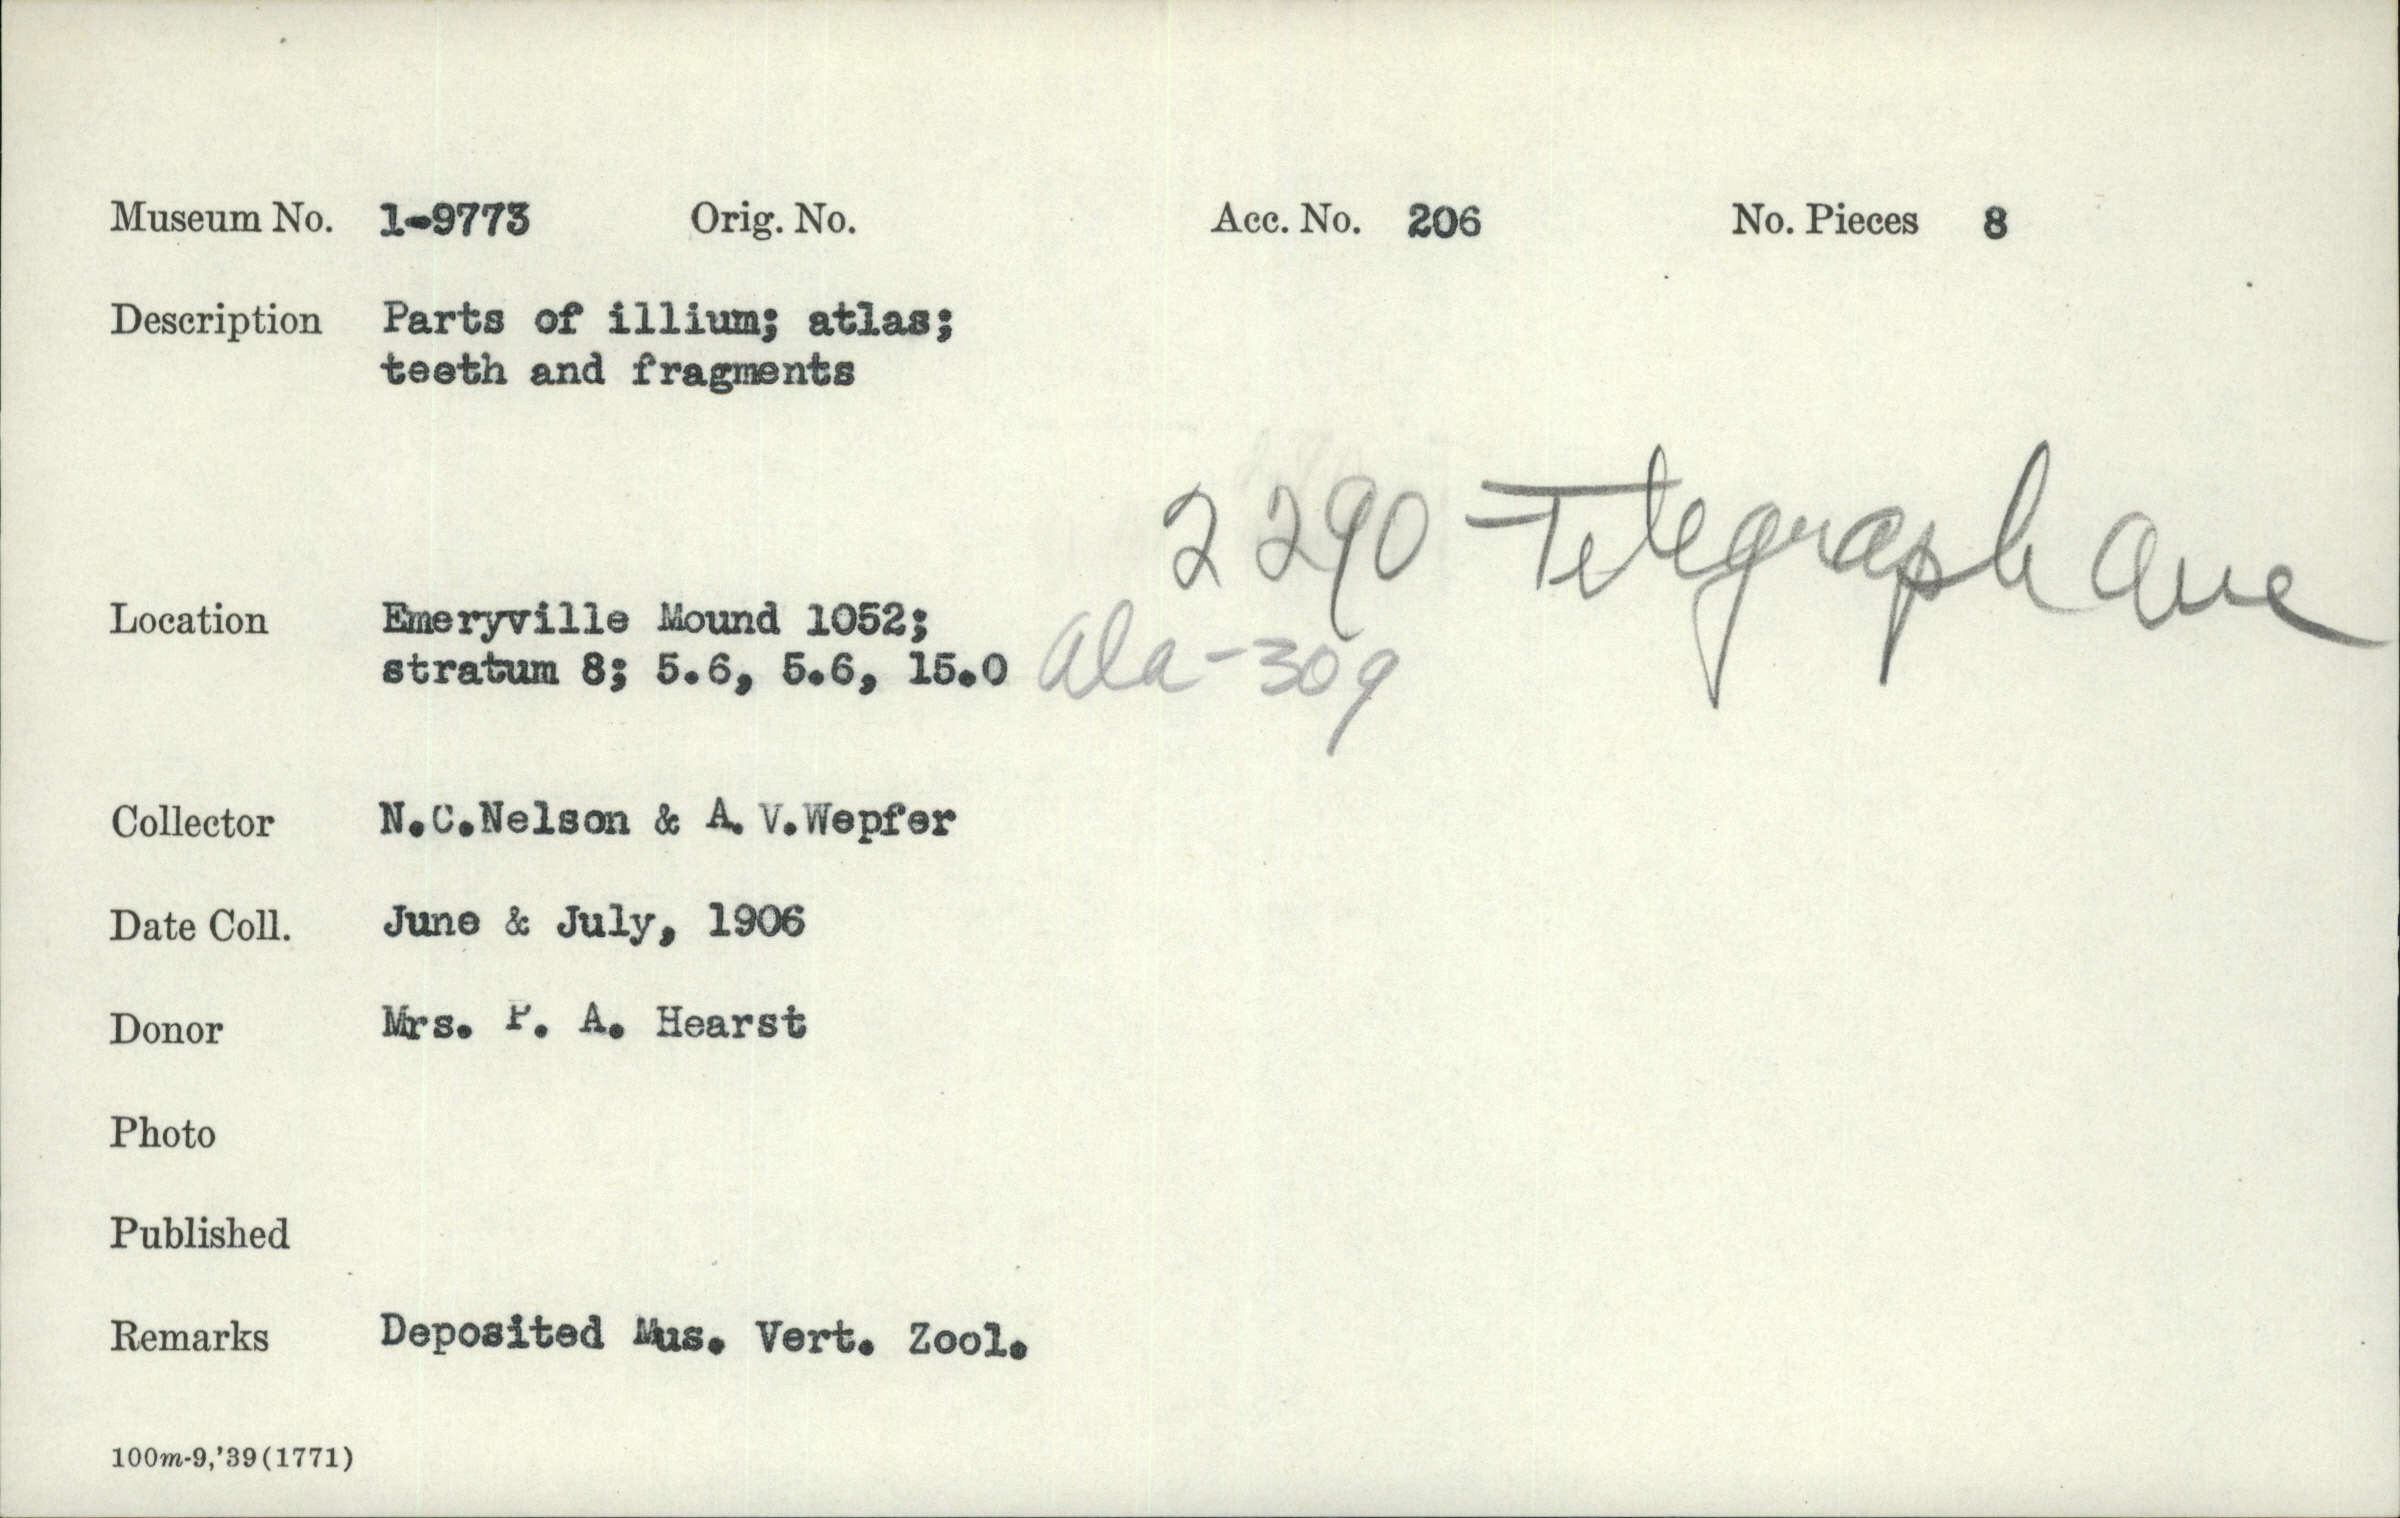 Museum No. 1-9773 Orig. No. Acc. No. 206 No. Pieces 8
Description Parts of illium; atlas;
teeth and fragments
2290 Telegraph Ave
Location Emeryville Mound 1052;
stratum 8; 5.6, 5.6, 15.0 Ala-309
Collector N.C.Nelson & A.V.Wepfer
Date Coll. June & July, 1906
Donor Mrs. P. A. Hearst
Photo
Published
Remarks Deposited Mus. Vert. Zool.
100m-9,'39(1771)